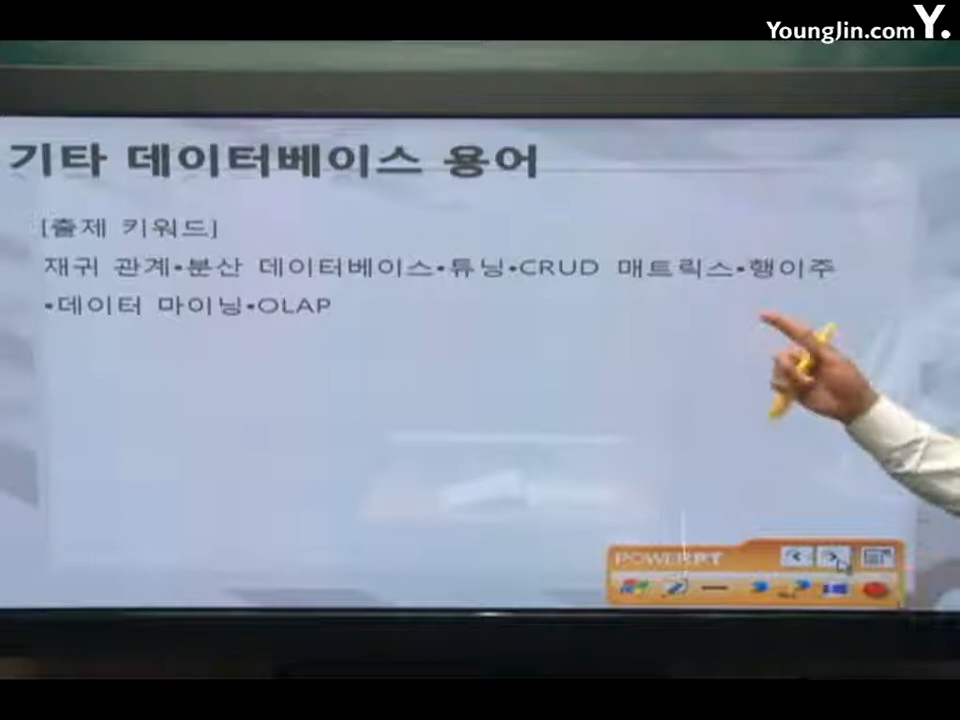 YoungJin.com Y.
기타 데이터베이스 용어
[출제 키워드]
재귀 관계•분산 데이터베이스•튜닝•CRUD 매트릭스•행이주
•데이터 마이닝•OLAP
POWERPT